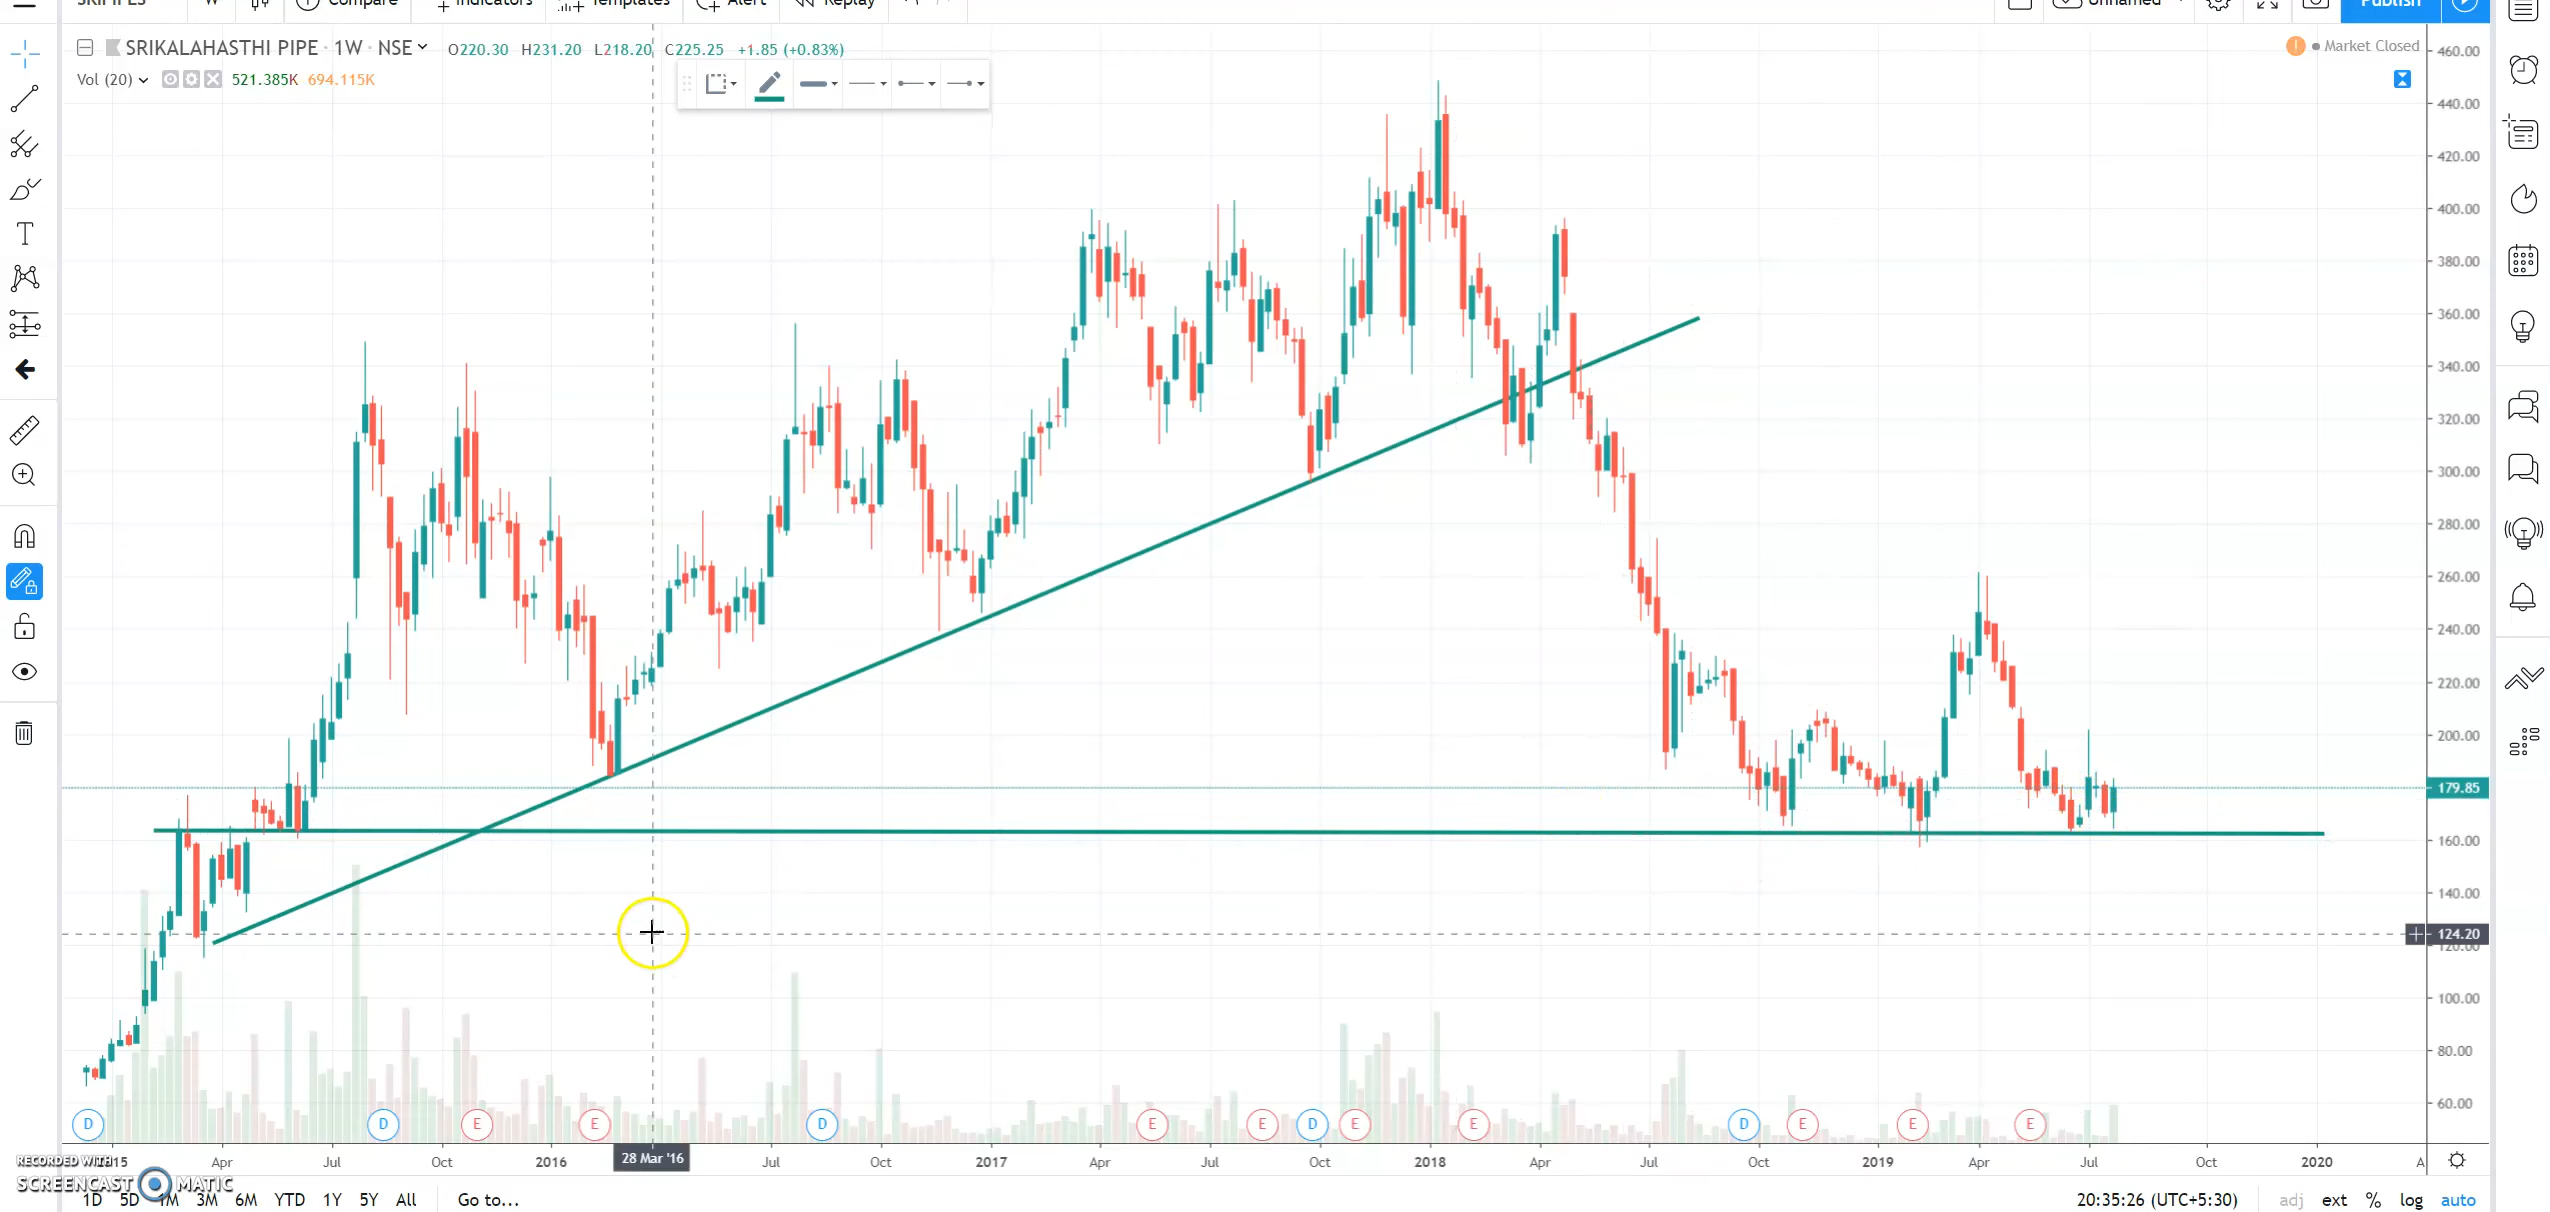 SRIPIPES W Compare Indicators Templates Alert Replay Unnamed Publish
SRIKALAHASTHI PIPE · 1W · NSE O220.30 H231.20 L218.20 C225.25 +1.85 (+0.83%)
Market Closed
Vol (20) 521.385K 694.115K
T
460.00
440.00
420.00
400.00
380.00
360.00
340.00
320.00
300.00
280.00
260.00
240.00
220.00
200.00
179.85
160.00
140.00
124.20
120.00
100.00
80.00
60.00
D D E E D E E D E E D E E E
2015 Apr Jul Oct 2016 28 Mar '16 Jul Oct 2017 Apr Jul Oct 2018 Apr Jul Oct 2019 Apr Jul Oct 2020 A
RECORDED WITH
SCREENCAST MATIC
1D 5D 1M 3M 6M YTD 1Y 5Y All Go to... 20:35:26 (UTC+5:30) adj ext % log auto